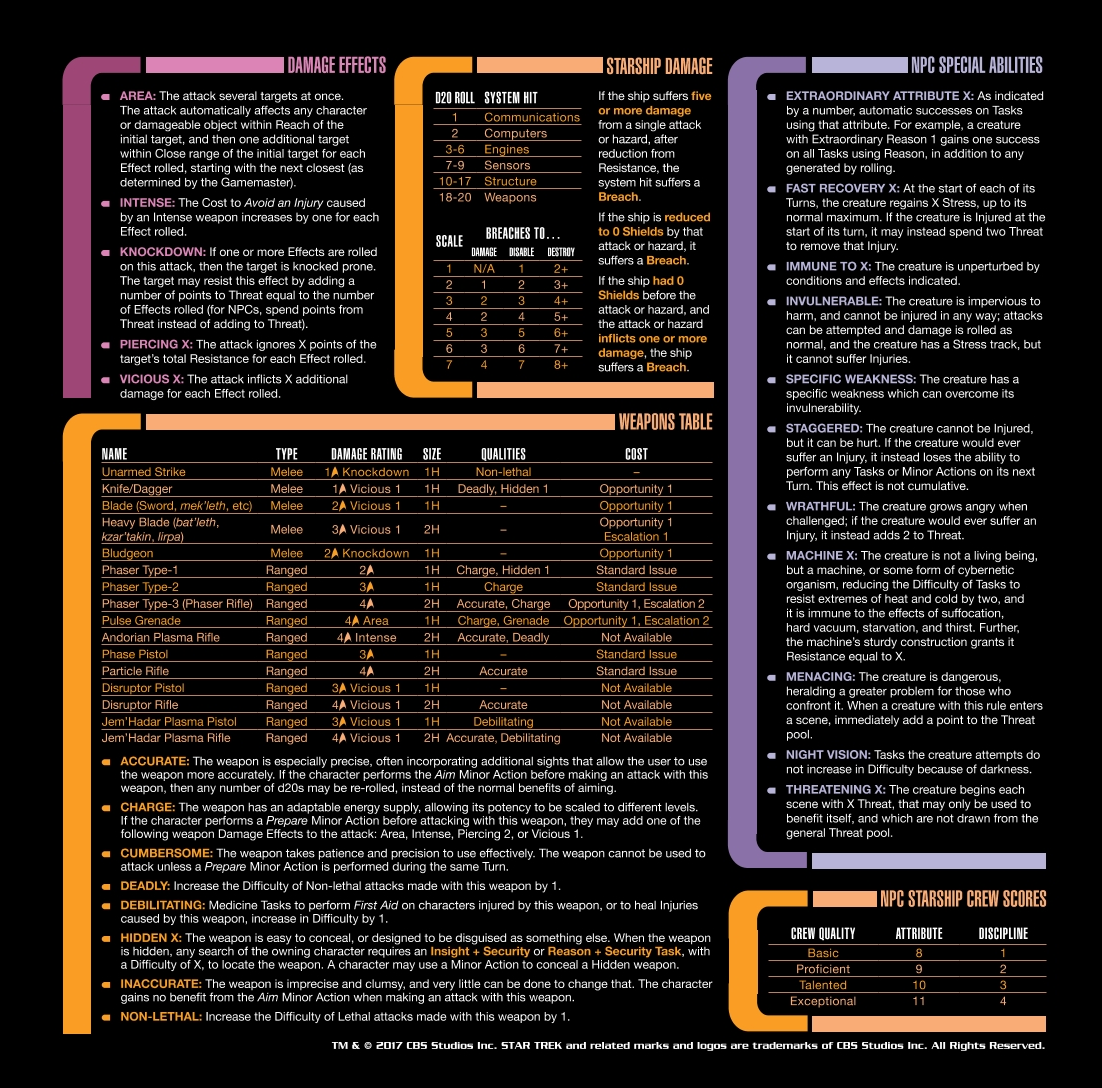 DAMAGE EFFECTS
AREA: The attack several targets at once.
The attack automatically affects any character
or damageable object within Reach of the
initial target, and then one additional target
within Close range of the initial target for each
Effect rolled, starting with the next closest (as
determined by the Gamemaster).
INTENSE: The Cost to Avoid an Injury caused
by an Intense weapon increases by one for each
Effect rolled.
KNOCKDOWN: If one or more Effects are rolled
on this attack, then the target is knocked prone.
The target may resist this effect by adding a
number of points to Threat equal to the number
of Effects rolled (for NPCs, spend points from
Threat instead of adding to Threat).
PIERCING X: The attack ignores X points of the
target's total Resistance for each Effect rolled.
VICIOUS X: The attack inflicts X additional
damage for each Effect rolled.
STARSHIP DAMAGE
D20 ROLL SYSTEM HIT
1 Communications
2 Computers
3-6 Engines
7-9 Sensors
10-17 Structure
18-20 Weapons
SCALE BREACHES TO...
DAMAGE DISABLE DESTROY
1 N/A 1 2+
2 1 2 3+
3 2 3 4+
4 2 4 5+
5 3 5 6+
6 3 6 7+
7 4 7 8+
If the ship suffers five
or more damage
from a single attack
or hazard, after
reduction from
Resistance, the
system hit suffers a
Breach.
If the ship is reduced
to 0 Shields by that
attack or hazard, it
suffers a Breach.
If the ship had 0
Shields before the
attack or hazard, and
the attack or hazard
inflicts one or more
damage, the ship
suffers a Breach.
WEAPONS TABLE
NAME TYPE DAMAGE RATING SIZE QUALITIES COST
Unarmed Strike Melee 1 Knockdown 1H Non-lethal –
Knife/Dagger Melee 1 Vicious 1 1H Deadly, Hidden 1 Opportunity 1
Blade (Sword, mek'leth, etc) Melee 2 Vicious 1 1H – Opportunity 1
Heavy Blade (bat'leth,
kzar'takin, lirpa) Melee 3 Vicious 1 2H – Opportunity 1
Escalation 1
Bludgeon Melee 2 Knockdown 1H – Opportunity 1
Phaser Type-1 Ranged 2 1H Charge, Hidden 1 Standard Issue
Phaser Type-2 Ranged 3 1H Charge Standard Issue
Phaser Type-3 (Phaser Rifle) Ranged 4 2H Accurate, Charge Opportunity 1, Escalation 2
Pulse Grenade Ranged 4 Area 1H Charge, Grenade Opportunity 1, Escalation 2
Andorian Plasma Rifle Ranged 4 Intense 2H Accurate, Deadly Not Available
Phase Pistol Ranged 3 1H – Standard Issue
Particle Rifle Ranged 4 2H Accurate Standard Issue
Disruptor Pistol Ranged 3 Vicious 1 1H – Not Available
Disruptor Rifle Ranged 4 Vicious 1 2H Accurate Not Available
Jem'Hadar Plasma Pistol Ranged 3 Vicious 1 1H Debilitating Not Available
Jem'Hadar Plasma Rifle Ranged 4 Vicious 1 2H Accurate, Debilitating Not Available
ACCURATE: The weapon is especially precise, often incorporating additional sights that allow the user to use
the weapon more accurately. If the character performs the Aim Minor Action before making an attack with this
weapon, then any number of d20s may be re-rolled, instead of the normal benefits of aiming.
CHARGE: The weapon has an adaptable energy supply, allowing its potency to be scaled to different levels.
If the character performs a Prepare Minor Action before attacking with this weapon, they may add one of the
following weapon Damage Effects to the attack: Area, Intense, Piercing 2, or Vicious 1.
CUMBERSOME: The weapon takes patience and precision to use effectively. The weapon cannot be used to
attack unless a Prepare Minor Action is performed during the same Turn.
DEADLY: Increase the Difficulty of Non-lethal attacks made with this weapon by 1.
DEBILITATING: Medicine Tasks to perform First Aid on characters injured by this weapon, or to heal Injuries
caused by this weapon, increase in Difficulty by 1.
HIDDEN X: The weapon is easy to conceal, or designed to be disguised as something else. When the weapon
is hidden, any search of the owning character requires an Insight + Security or Reason + Security Task, with
a Difficulty of X, to locate the weapon. A character may use a Minor Action to conceal a Hidden weapon.
INACCURATE: The weapon is imprecise and clumsy, and very little can be done to change that. The character
gains no benefit from the Aim Minor Action when making an attack with this weapon.
NON-LETHAL: Increase the Difficulty of Lethal attacks made with this weapon by 1.
NPC SPECIAL ABILITIES
EXTRAORDINARY ATTRIBUTE X: As indicated
by a number, automatic successes on Tasks
using that attribute. For example, a creature
with Extraordinary Reason 1 gains one success
on all Tasks using Reason, in addition to any
generated by rolling.
FAST RECOVERY X: At the start of each of its
Turns, the creature regains X Stress, up to its
normal maximum. If the creature is Injured at the
start of its turn, it may instead spend two Threat
to remove that Injury.
IMMUNE TO X: The creature is unperturbed by
conditions and effects indicated.
INVULNERABLE: The creature is impervious to
harm, and cannot be injured in any way; attacks
can be attempted and damage is rolled as
normal, and the creature has a Stress track, but
it cannot suffer Injuries.
SPECIFIC WEAKNESS: The creature has a
specific weakness which can overcome its
invulnerability.
STAGGERED: The creature cannot be Injured,
but it can be hurt. If the creature would ever
suffer an Injury, it instead loses the ability to
perform any Tasks or Minor Actions on its next
Turn. This effect is not cumulative.
WRATHFUL: The creature grows angry when
challenged; if the creature would ever suffer an
Injury, it instead adds 2 to Threat.
MACHINE X: The creature is not a living being,
but a machine, or some form of cybernetic
organism, reducing the Difficulty of Tasks to
resist extremes of heat and cold by two, and
it is immune to the effects of suffocation,
hard vacuum, starvation, and thirst. Further,
the machine's sturdy construction grants it
Resistance equal to X.
MENACING: The creature is dangerous,
heralding a greater problem for those who
confront it. When a creature with this rule enters
a scene, immediately add a point to the Threat
pool.
NIGHT VISION: Tasks the creature attempts do
not increase in Difficulty because of darkness.
THREATENING X: The creature begins each
scene with X Threat, that may only be used to
benefit itself, and which are not drawn from the
general Threat pool.
NPC STARSHIP CREW SCORES
CREW QUALITY ATTRIBUTE DISCIPLINE
Basic 8 1
Proficient 9 2
Talented 10 3
Exceptional 11 4
TM & © 2017 CBS Studios Inc. STAR TREK and related marks and logos are trademarks of CBS Studios Inc. All Rights Reserved.